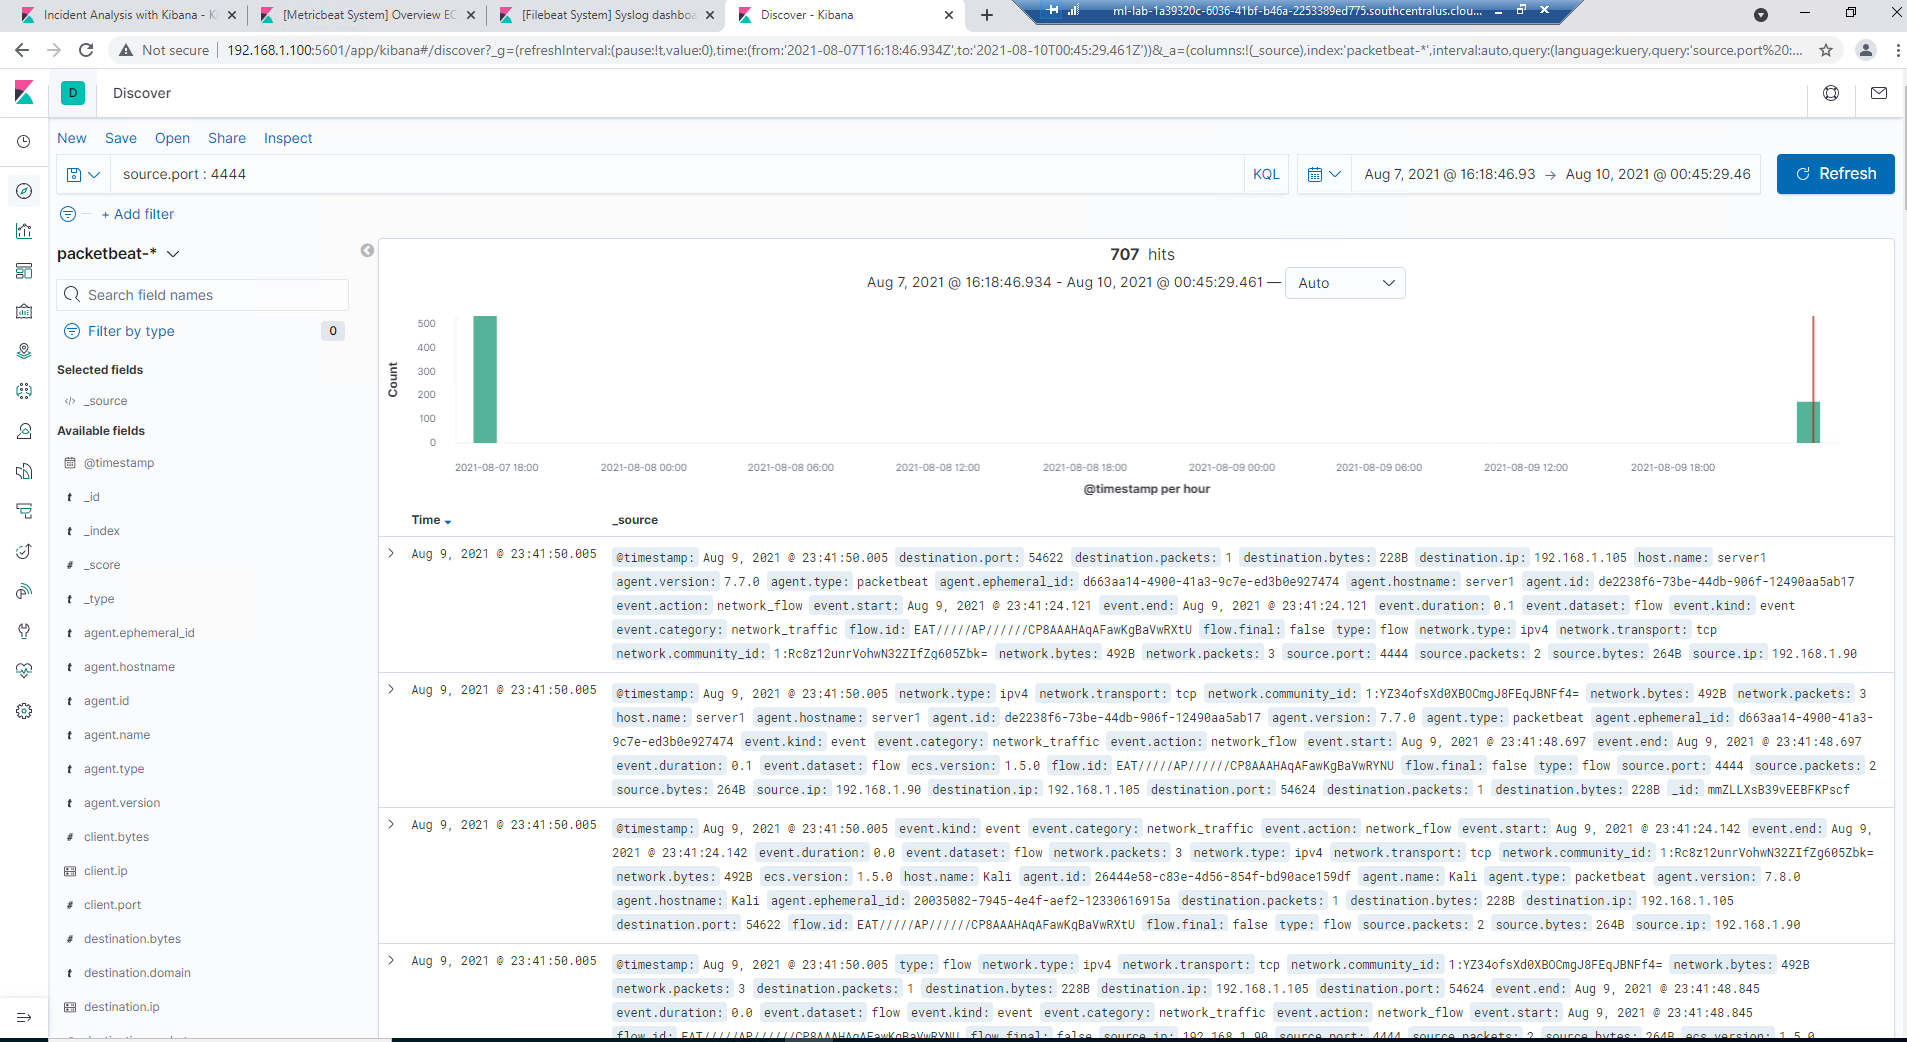 Incident Analysis with Kibana - K
[Metricbeat System] Overview EC
[Filebeat System] Syslog dashboa
Discover - Kibana
ml-lab-1a39320c-6036-41bf-b46a-2253389ed775.southcentralus.clou...
Not secure
192.168.1.100:5601/app/kibana#/discover?_g=(refreshInterval:(pause:!t,value:0),time:(from:'2021-08-07T16:18:46.934Z',to:'2021-08-10T00:45:29.461Z'))&_a=(columns:!(_source),index:'packetbeat-*',interval:auto,query:(language:kuery,query:'source.port%20:...
D Discover
New Save Open Share Inspect
source.port : 4444
KQL
Aug 7, 2021 @ 16:18:46.93 → Aug 10, 2021 @ 00:45:29.46
Refresh
+ Add filter
packetbeat-*
Search field names
Filter by type 0
Selected fields
</> _source
Available fields
@timestamp
t _id
t _index
# _score
t _type
t agent.ephemeral_id
t agent.hostname
t agent.id
t agent.name
t agent.type
t agent.version
# client.bytes
client.ip
# client.port
# destination.bytes
t destination.domain
destination.ip
707 hits
Aug 7, 2021 @ 16:18:46.934 - Aug 10, 2021 @ 00:45:29.461 — Auto
Count
500
400
300
200
100
0
2021-08-07 18:00 2021-08-08 00:00 2021-08-08 06:00 2021-08-08 12:00 2021-08-08 18:00 2021-08-09 00:00 2021-08-09 06:00 2021-08-09 12:00 2021-08-09 18:00
@timestamp per hour
Time _source
Aug 9, 2021 @ 23:41:50.005 @timestamp: Aug 9, 2021 @ 23:41:50.005 destination.port: 54622 destination.packets: 1 destination.bytes: 228B destination.ip: 192.168.1.105 host.name: server1
agent.version: 7.7.0 agent.type: packetbeat agent.ephemeral_id: d663aa14-4900-41a3-9c7e-ed3b0e927474 agent.hostname: server1 agent.id: de2238f6-73be-44db-906f-12490aa5ab17
event.action: network_flow event.start: Aug 9, 2021 @ 23:41:24.121 event.end: Aug 9, 2021 @ 23:41:24.121 event.duration: 0.1 event.dataset: flow event.kind: event
event.category: network_traffic flow.id: EAT/////AP//////CP8AAAHAqAFawKgBaVwRXtU flow.final: false type: flow network.type: ipv4 network.transport: tcp
network.community_id: 1:Rc8z12unrVohwN32ZIfZg605Zbk= network.bytes: 492B network.packets: 3 source.port: 4444 source.packets: 2 source.bytes: 264B source.ip: 192.168.1.90
Aug 9, 2021 @ 23:41:50.005 @timestamp: Aug 9, 2021 @ 23:41:50.005 network.type: ipv4 network.transport: tcp network.community_id: 1:YZ34ofsXd0XBOCmgJ8FEqJBNFf4= network.bytes: 492B network.packets: 3
host.name: server1 agent.hostname: server1 agent.id: de2238f6-73be-44db-906f-12490aa5ab17 agent.version: 7.7.0 agent.type: packetbeat agent.ephemeral_id: d663aa14-4900-41a3-
9c7e-ed3b0e927474 event.kind: event event.category: network_traffic event.action: network_flow event.start: Aug 9, 2021 @ 23:41:48.697 event.end: Aug 9, 2021 @ 23:41:48.697
event.duration: 0.1 event.dataset: flow ecs.version: 1.5.0 flow.id: EAT/////AP//////CP8AAAHAqAFawKgBaVwRYNU flow.final: false type: flow source.port: 4444 source.packets: 2
source.bytes: 264B source.ip: 192.168.1.90 destination.ip: 192.168.1.105 destination.port: 54624 destination.packets: 1 destination.bytes: 228B _id: mmZLLXsB39vEEBFKPscf
Aug 9, 2021 @ 23:41:50.005 @timestamp: Aug 9, 2021 @ 23:41:50.005 event.kind: event event.category: network_traffic event.action: network_flow event.start: Aug 9, 2021 @ 23:41:24.142 event.end: Aug 9,
2021 @ 23:41:24.142 event.duration: 0.0 event.dataset: flow network.packets: 3 network.type: ipv4 network.transport: tcp network.community_id: 1:Rc8z12unrVohwN32ZIfZg605Zbk=
network.bytes: 492B ecs.version: 1.5.0 host.name: Kali agent.id: 26444e58-c83e-4d56-854f-bd90ace159df agent.name: Kali agent.type: packetbeat agent.version: 7.8.0
agent.hostname: Kali agent.ephemeral_id: 20035082-7945-4e4f-aef2-12330616915a destination.packets: 1 destination.bytes: 228B destination.ip: 192.168.1.105
destination.port: 54622 flow.id: EAT/////AP//////CP8AAAHAqAFawKgBaVwRXtU flow.final: false type: flow source.packets: 2 source.bytes: 264B source.ip: 192.168.1.90
Aug 9, 2021 @ 23:41:50.005 @timestamp: Aug 9, 2021 @ 23:41:50.005 type: flow network.type: ipv4 network.transport: tcp network.community_id: 1:YZ34ofsXd0XBOCmgJ8FEqJBNFf4= network.bytes: 492B
network.packets: 3 destination.packets: 1 destination.bytes: 228B destination.ip: 192.168.1.105 destination.port: 54624 event.end: Aug 9, 2021 @ 23:41:48.845
event.duration: 0.0 event.dataset: flow event.kind: event event.category: network_traffic event.action: network_flow event.start: Aug 9, 2021 @ 23:41:48.845
flow.id: EAT/////AP//////CP8AAAHAqAFawKgBaVwRYNU flow.final: false source.ip: 192.168.1.90 source.port: 4444 source.packets: 2 source.bytes: 264B ecs.version: 1.5.0